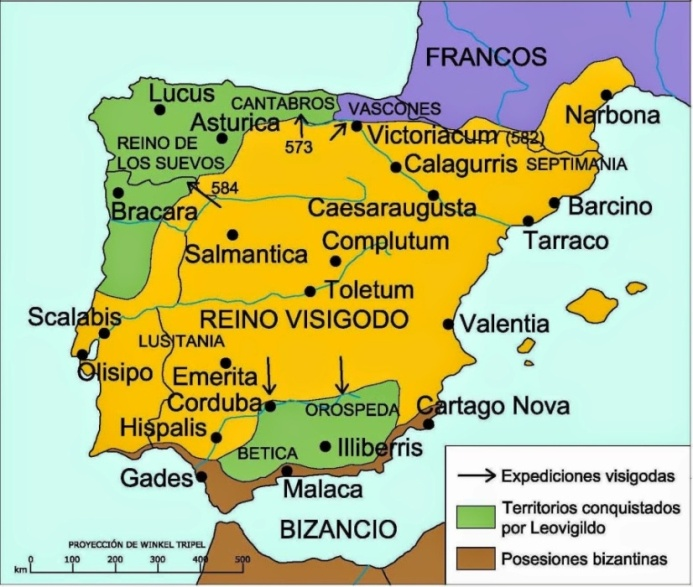 FRANCOS
Lucus
CANTABROS
VASCONES
Narbona
Asturica
Victoriacum (582)
573
REINO DE
LOS SUEVOS
Calagurris
SEPTIMANIA
584
Bracara
Caesaraugusta
Barcino
Tarraco
Salmantica
Complutum
Toletum
Scalabis
REINO VISIGODO
Valentia
LUSITANIA
Olisipo
Emerita
Corduba
OROSPEDA
Cartago Nova
Hispalis
BETICA
Illiberris
Gades
Malaca
BIZANCIO
Expediciones visigodas
Territorios conquistados
por Leovigildo
Posesiones bizantinas
PROYECCIÓN DE WINKEL TRIPEL
km 0 100 200 300 400 500